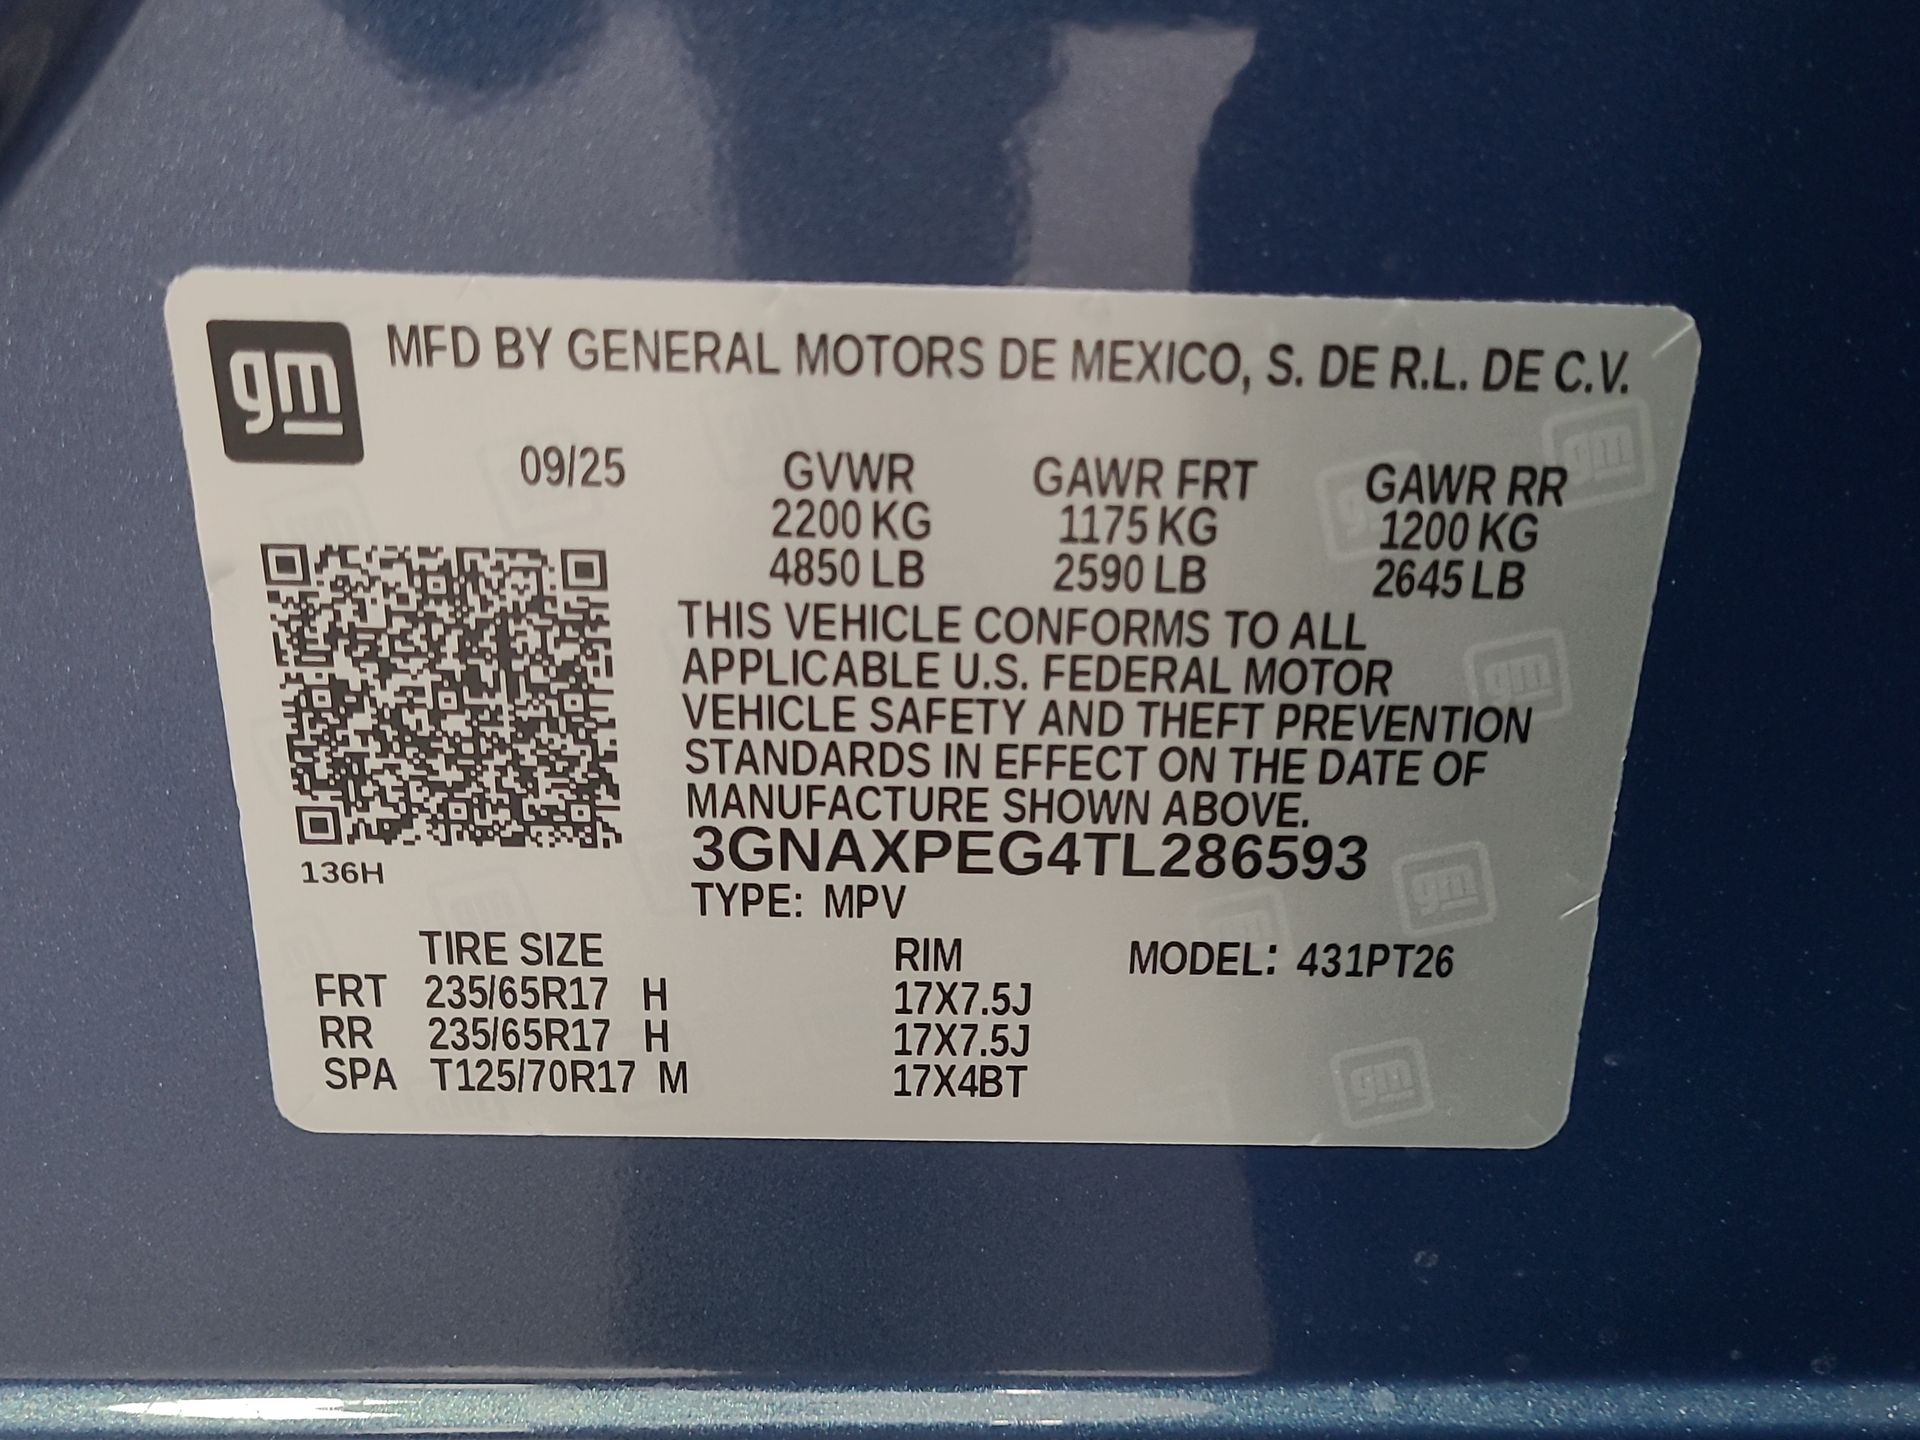 gm
MFD BY GENERAL MOTORS DE MEXICO, S. DE R.L. DE C.V.
09/25 GVWR GAWR FRT GAWR RR
2200 KG 1175 KG 1200 KG
4850 LB 2590 LB 2645 LB
THIS VEHICLE CONFORMS TO ALL
APPLICABLE U.S. FEDERAL MOTOR
VEHICLE SAFETY AND THEFT PREVENTION
STANDARDS IN EFFECT ON THE DATE OF
MANUFACTURE SHOWN ABOVE.
3GNAXPEG4TL286593
136H
TYPE: MPV
TIRE SIZE RIM MODEL: 431PT26
FRT 235/65R17 H 17X7.5J
RR 235/65R17 H 17X7.5J
SPA T125/70R17 M 17X4BT